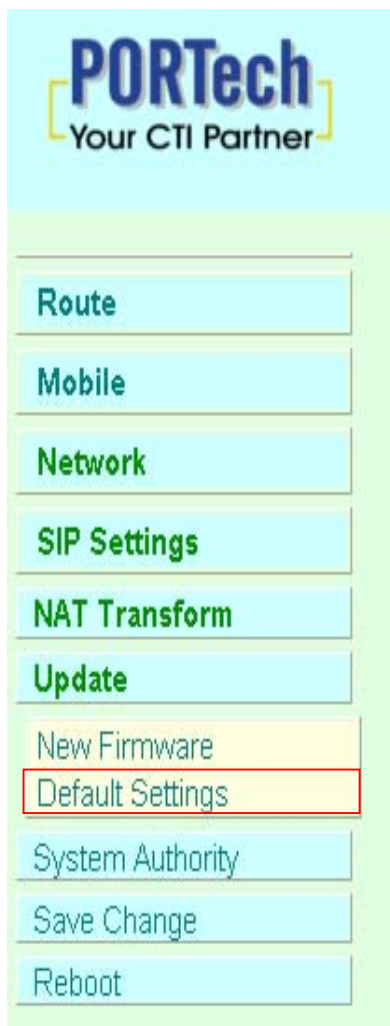 PORTech
Your CTI Partner
Route
Mobile
Network
SIP Settings
NAT Transform
Update
New Firmware
Default Settings
System Authority
Save Change
Reboot